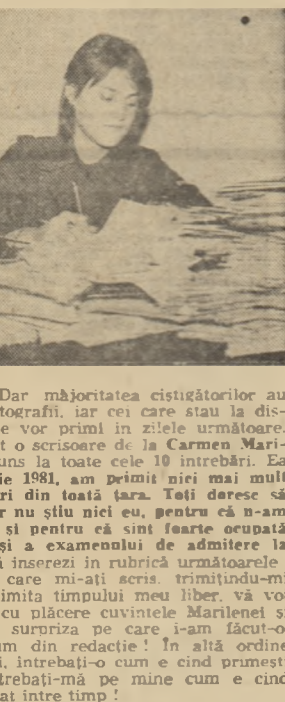 Dar majoritatea cîștigătorilor au
tografii, iar cei care stau la dis-
e vor primi în zilele următoare.
t o scrisoare de la Carmen Mari-
uns la toate cele 10 întrebări. Ea
ie 1981, am primit nici mai mult
ri din toată țara. Toți doresc să
r nu știu nici eu, pentru că n-am
și pentru că sînt foarte ocupată
și a examenului de admitere la
ă inserezi în rubrică următoarele
care mi-ați scris, trimițîndu-mi
imita timpului meu liber, vă vo
cu plăcere cuvintele Marilenei și
surpriza pe care i-am făcut-o
um din redacție ! În altă ordine
i, întrebați-o cum e cînd primești
trebați-mă pe mine cum e cînd
at între timp !